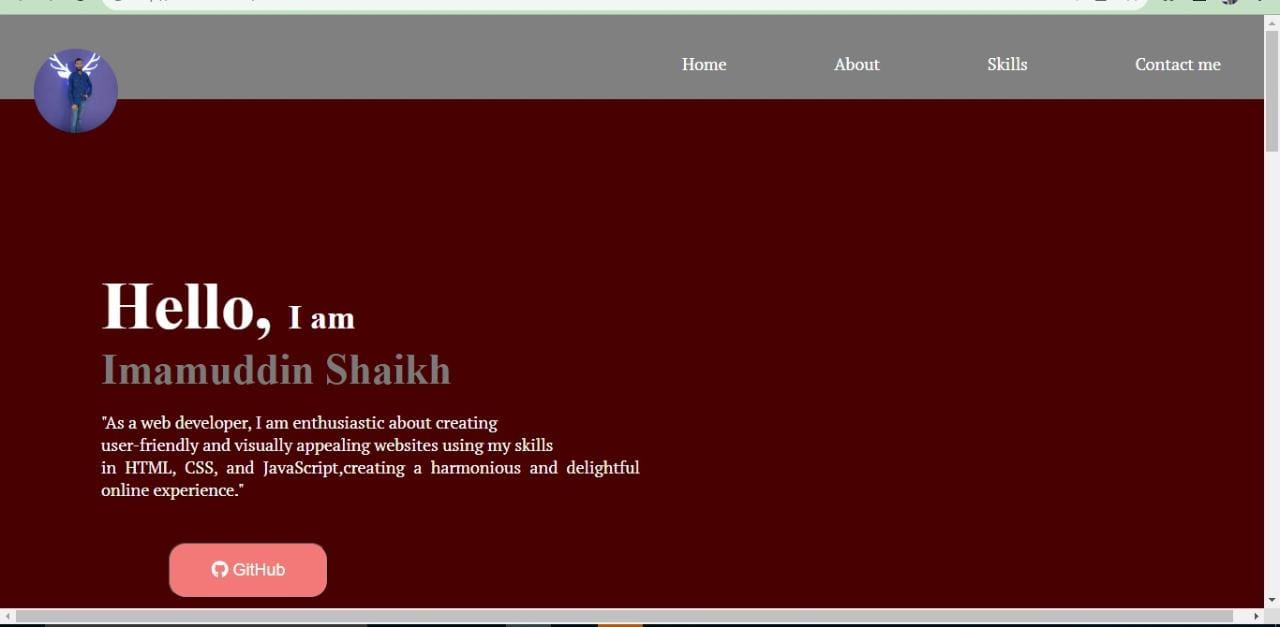 Home About Skills Contact me
Hello, I am
Imamuddin Shaikh
"As a web developer, I am enthusiastic about creating
user-friendly and visually appealing websites using my skills
in HTML, CSS, and JavaScript,creating a harmonious and delightful
online experience."
GitHub